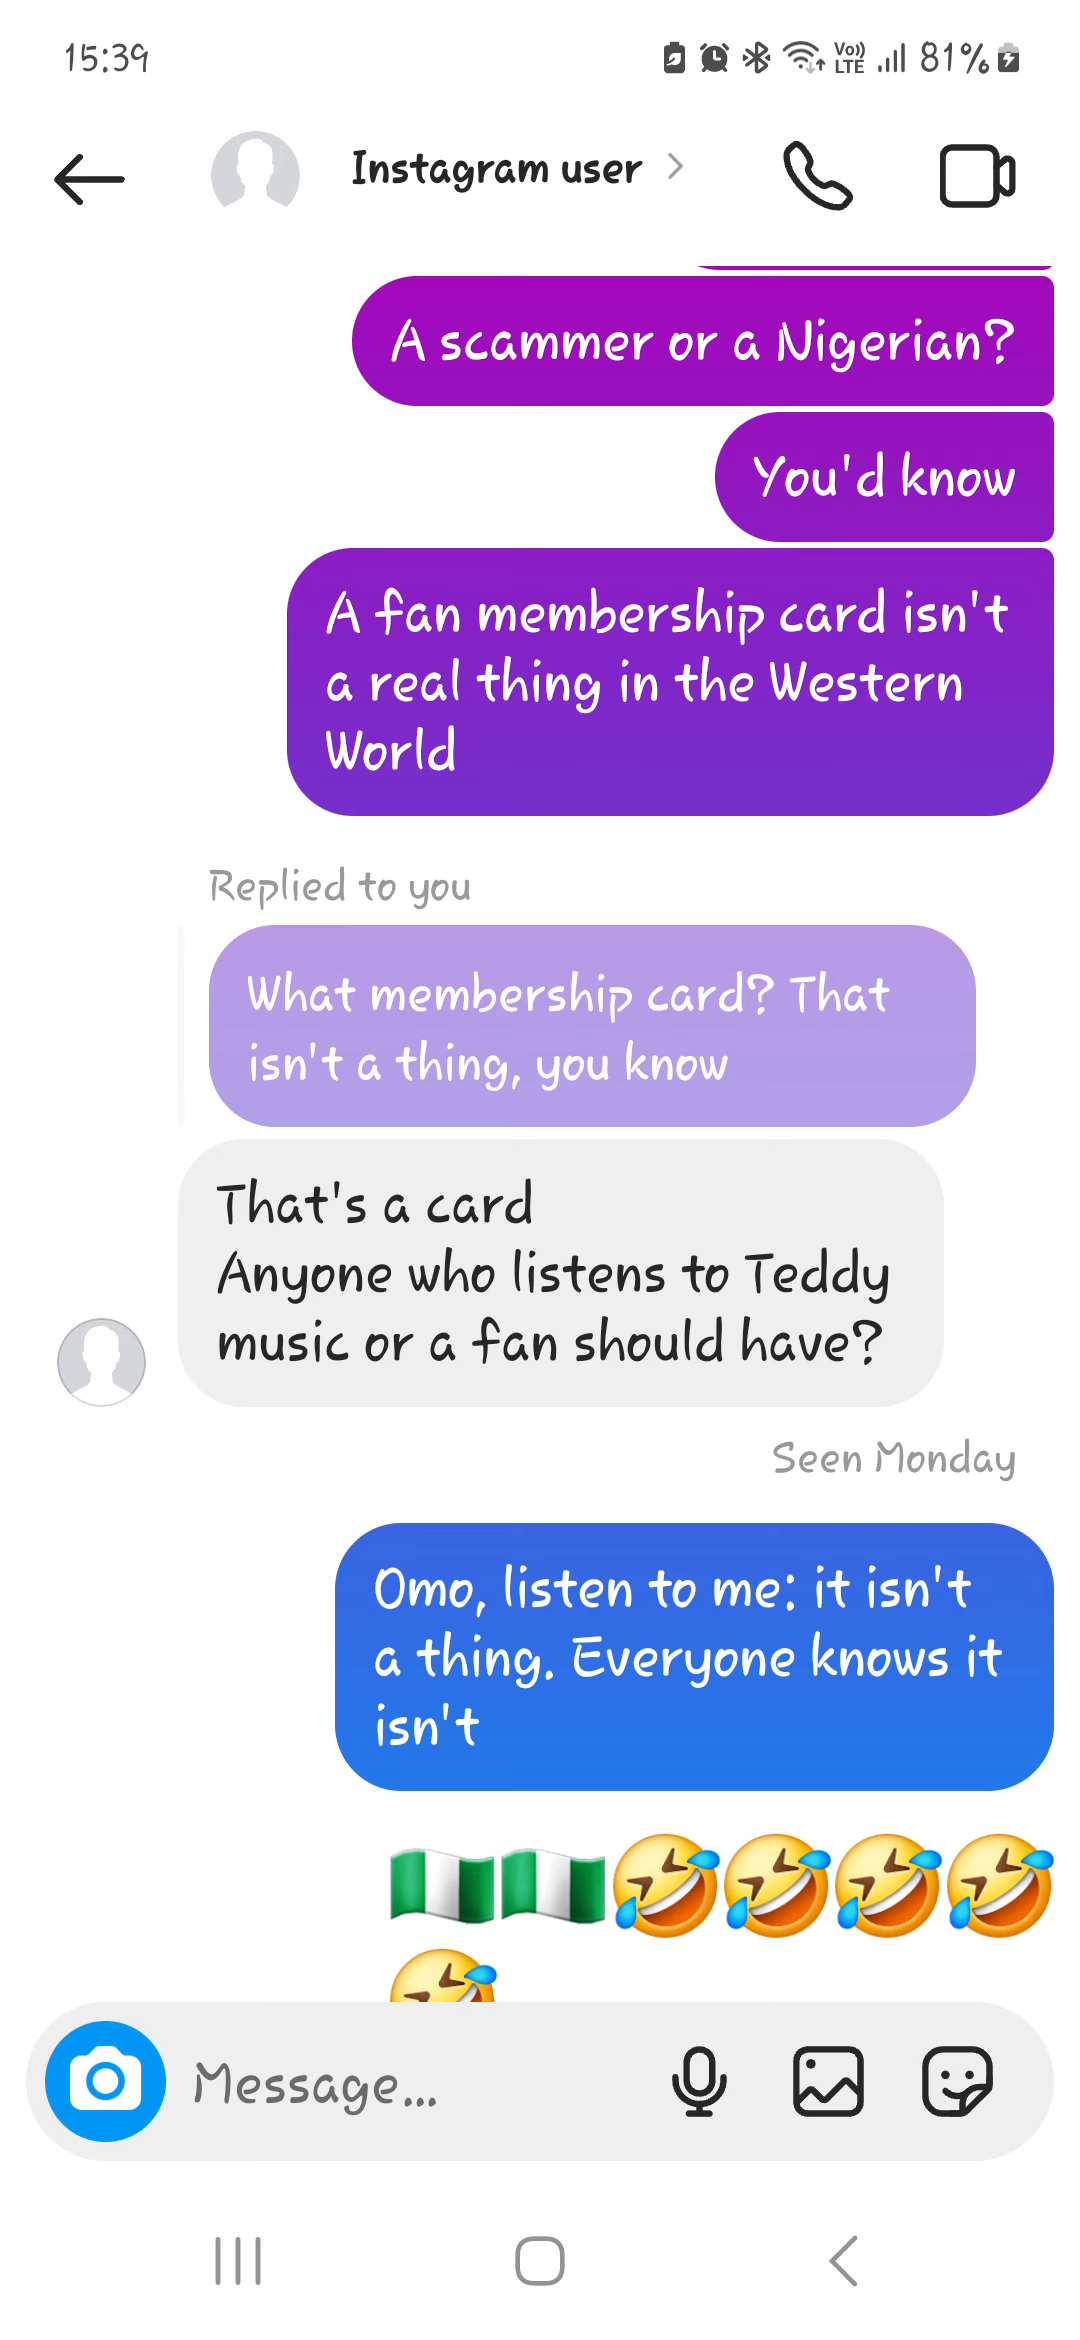 15:39
Vo)) LTE 81%
Instagram user
A scammer or a Nigerian?
You'd know
A fan membership card isn't
a real thing in the Western
World
Replied to you
What membership card? That
isn't a thing, you know
That's a card
Anyone who listens to Teddy
music or a fan should have?
Seen Monday
Omo, listen to me: it isn't
a thing. Everyone knows it
isn't
🇳🇬🇳🇬🤣🤣🤣🤣
🤣
Message...